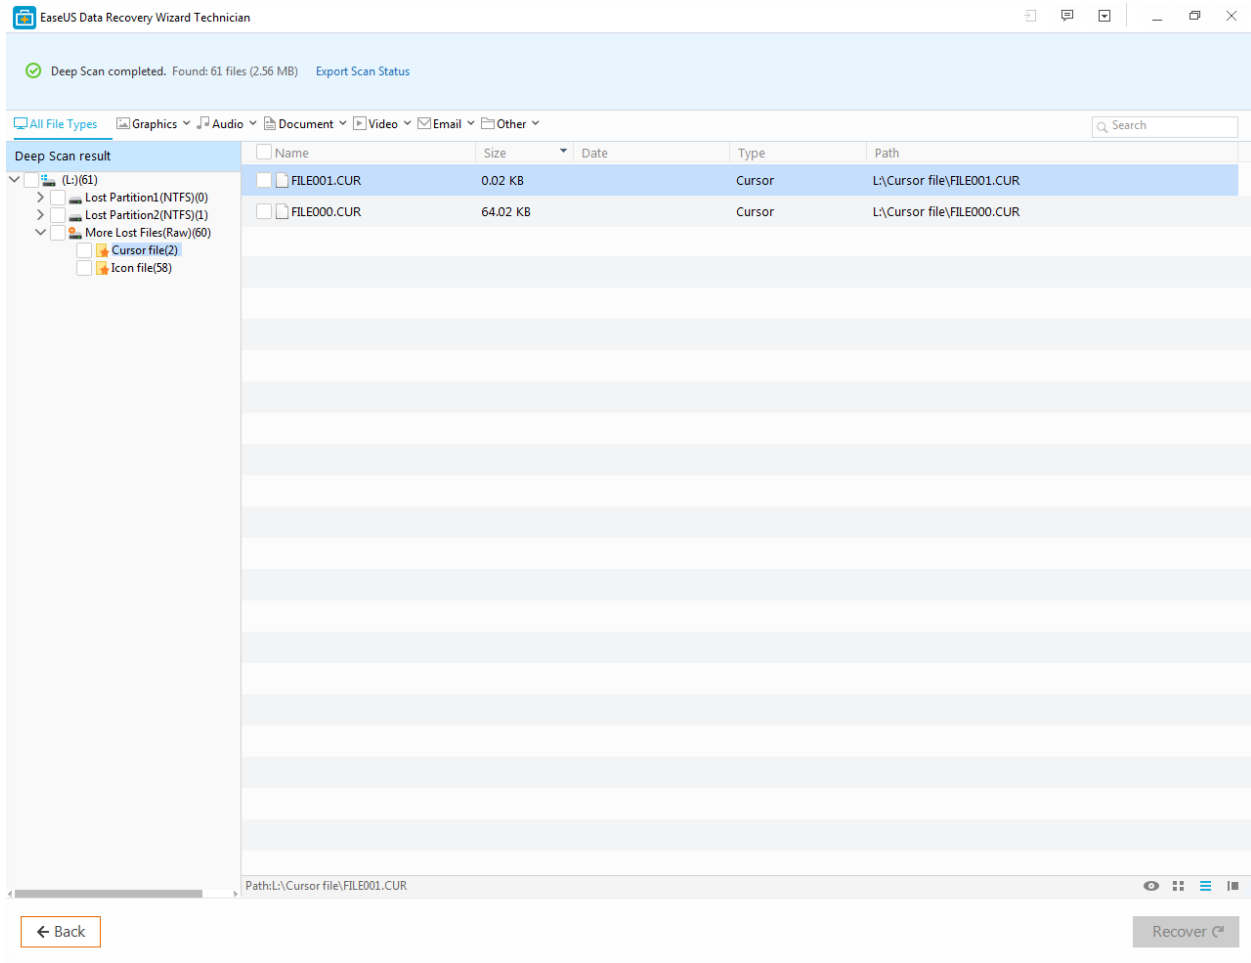 EaseUS Data Recovery Wizard Technician
Deep Scan completed. Found: 61 files (2.56 MB) Export Scan Status
All File Types Graphics Audio Document Video Email Other Search
Deep Scan result
Name Size Date Type Path
(L:)(61)
Lost Partition1(NTFS)(0)
Lost Partition2(NTFS)(1)
More Lost Files(Raw)(60)
Cursor file(2)
Icon file(58)
FILE001.CUR 0.02 KB Cursor L:\Cursor file\FILE001.CUR
FILE000.CUR 64.02 KB Cursor L:\Cursor file\FILE000.CUR
Path:L:\Cursor file\FILE001.CUR
Back Recover